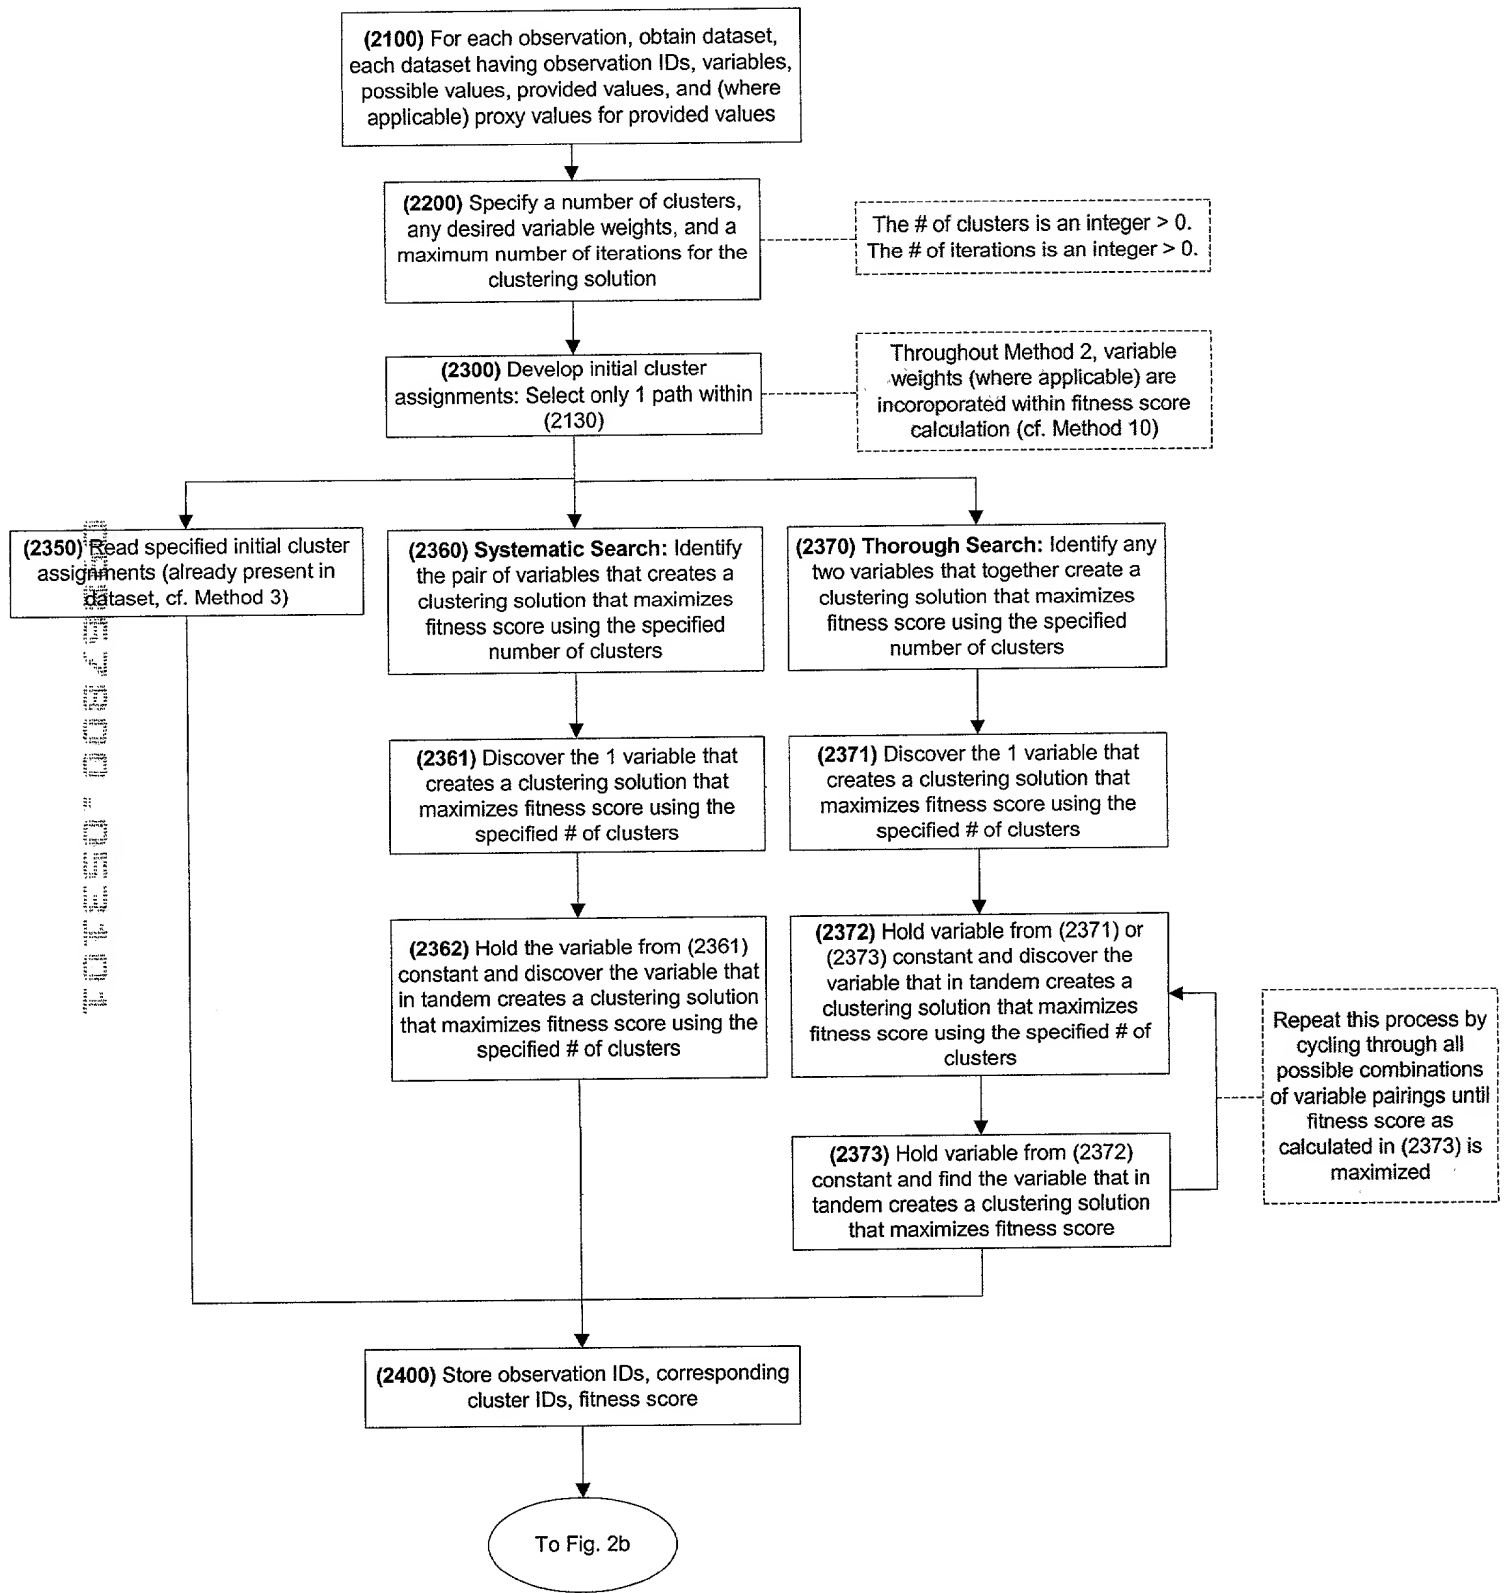 (2100) For each observation, obtain dataset,
each dataset having observation IDs, variables,
possible values, provided values, and (where
applicable) proxy values for provided values
(2200) Specify a number of clusters,
any desired variable weights, and a
maximum number of iterations for the
clustering solution
The # of clusters is an integer > 0.
The # of iterations is an integer > 0.
(2300) Develop initial cluster
assignments: Select only 1 path within
(2130)
Throughout Method 2, variable
weights (where applicable) are
incoroporated within fitness score
calculation (cf. Method 10)
(2350) Read specified initial cluster
assignments (already present in
dataset, cf. Method 3)
(2360) Systematic Search: Identify
the pair of variables that creates a
clustering solution that maximizes
fitness score using the specified
number of clusters
(2370) Thorough Search: Identify any
two variables that together create a
clustering solution that maximizes
fitness score using the specified
number of clusters
(2361) Discover the 1 variable that
creates a clustering solution that
maximizes fitness score using the
specified # of clusters
(2371) Discover the 1 variable that
creates a clustering solution that
maximizes fitness score using the
specified # of clusters
(2362) Hold the variable from (2361)
constant and discover the variable that
in tandem creates a clustering solution
that maximizes fitness score using the
specified # of clusters
(2372) Hold variable from (2371) or
(2373) constant and discover the
variable that in tandem creates a
clustering solution that maximizes
fitness score using the specified # of
clusters
Repeat this process by
cycling through all
possible combinations
of variable pairings until
fitness score as
calculated in (2373) is
maximized
(2373) Hold variable from (2372)
constant and find the variable that in
tandem creates a clustering solution
that maximizes fitness score
(2400) Store observation IDs, corresponding
cluster IDs, fitness score
To Fig. 2b